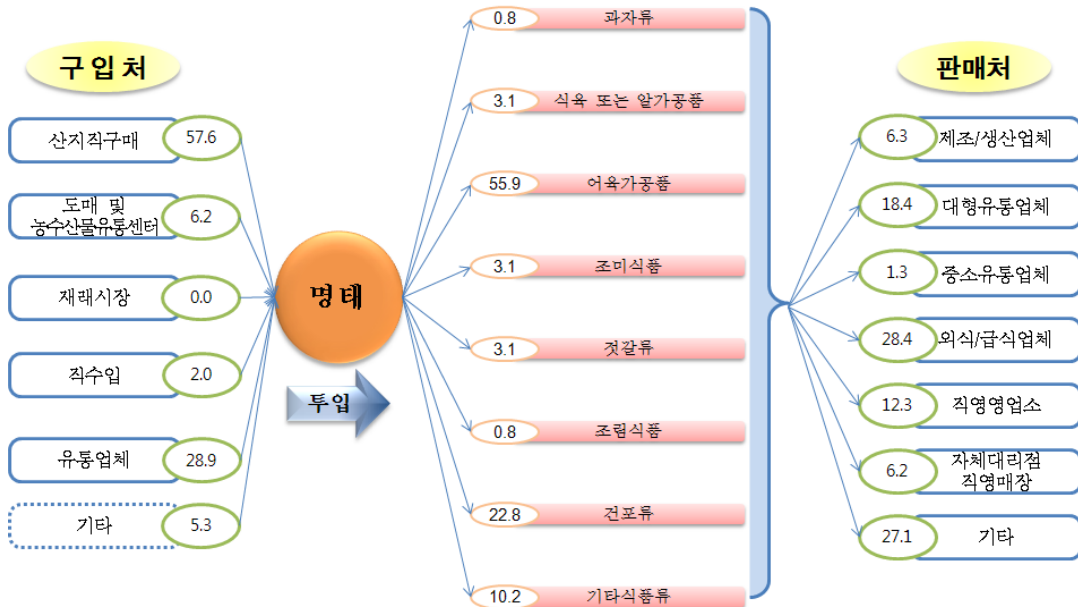 구입처
산지직구매 57.6
도매 및
농수산물유통센터 6.2
재래시장 0.0
직수입 2.0
유통업체 28.9
기타 5.3
명태
투입
0.8 과자류
3.1 식육 또는 알가공품
55.9 어육가공품
3.1 조미식품
3.1 젓갈류
0.8 조림식품
22.8 건포류
10.2 기타식품류
판매처
6.3 제조/생산업체
18.4 대형유통업체
1.3 중소유통업체
28.4 외식/급식업체
12.3 직영영업소
6.2 자체대리점
직영매장
27.1 기타